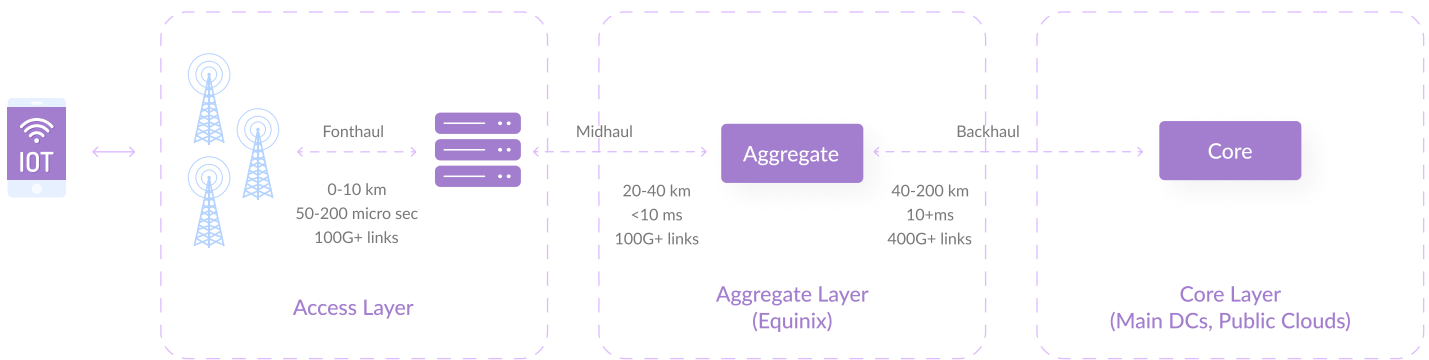 IOT
Fonthaul
0-10 km
50-200 micro sec
100G+ links
Access Layer
Midhaul
20-40 km
<10 ms
100G+ links
Aggregate
Aggregate Layer
(Equinix)
Backhaul
40-200 km
10+ms
400G+ links
Core
Core Layer
(Main DCs, Public Clouds)